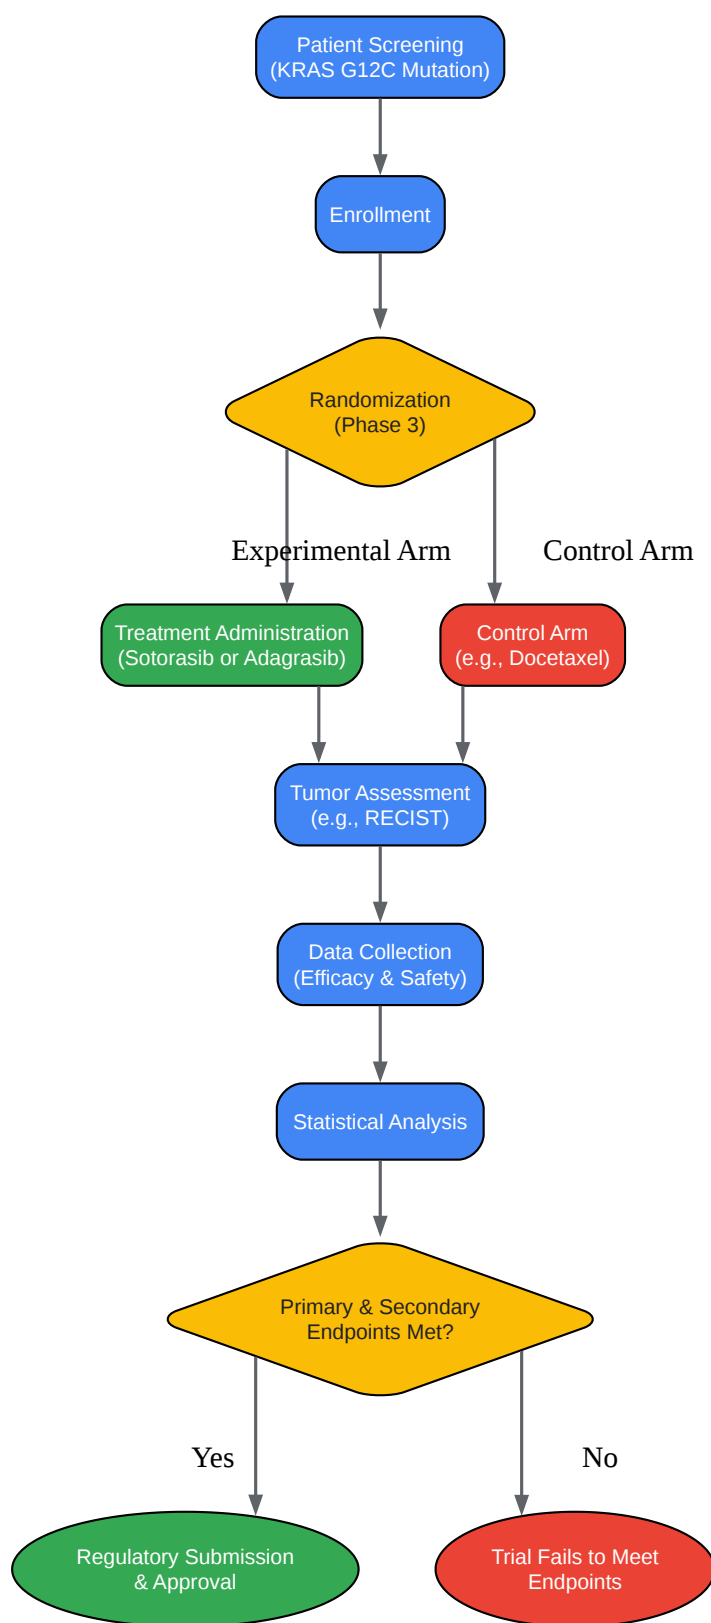 Patient Screening
(KRAS G12C Mutation)
Enrollment
Randomization
(Phase 3)
Experimental Arm
Control Arm
Treatment Administration
(Sotorasib or Adagrasib)
Control Arm
(e.g., Docetaxel)
Tumor Assessment
(e.g., RECIST)
Data Collection
(Efficacy & Safety)
Statistical Analysis
Primary & Secondary
Endpoints Met?
Yes
No
Regulatory Submission
& Approval
Trial Fails to Meet
Endpoints